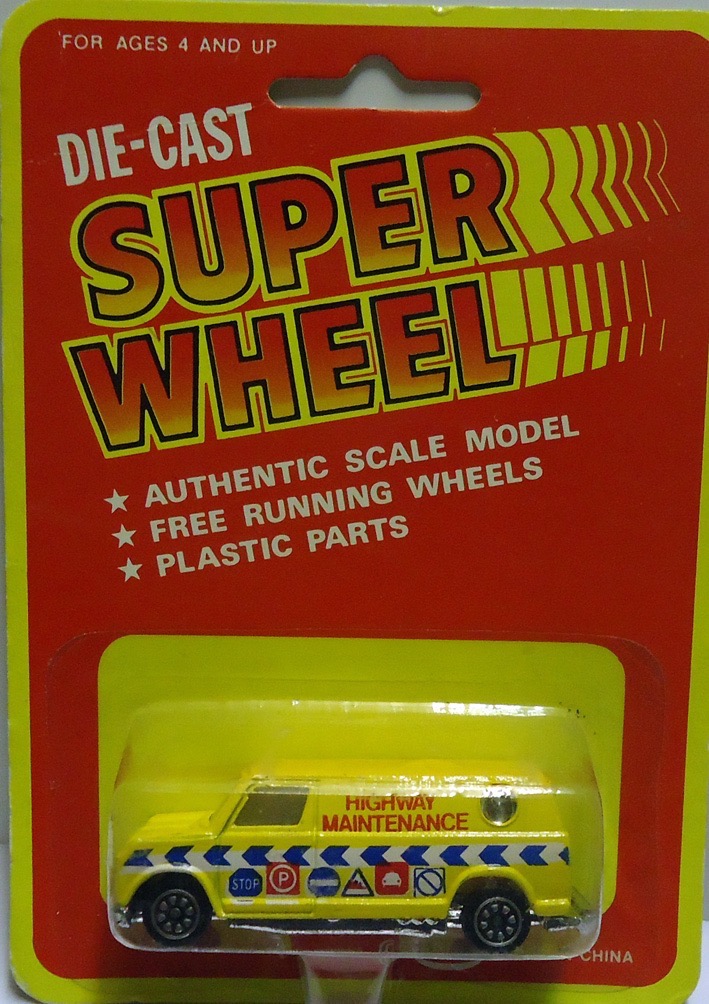 FOR AGES 4 AND UP
DIE-CAST
SUPER
WHEEL
★ AUTHENTIC SCALE MODEL
★ FREE RUNNING WHEELS
★ PLASTIC PARTS
HIGHWAY
MAINTENANCE
STOP P
CHINA